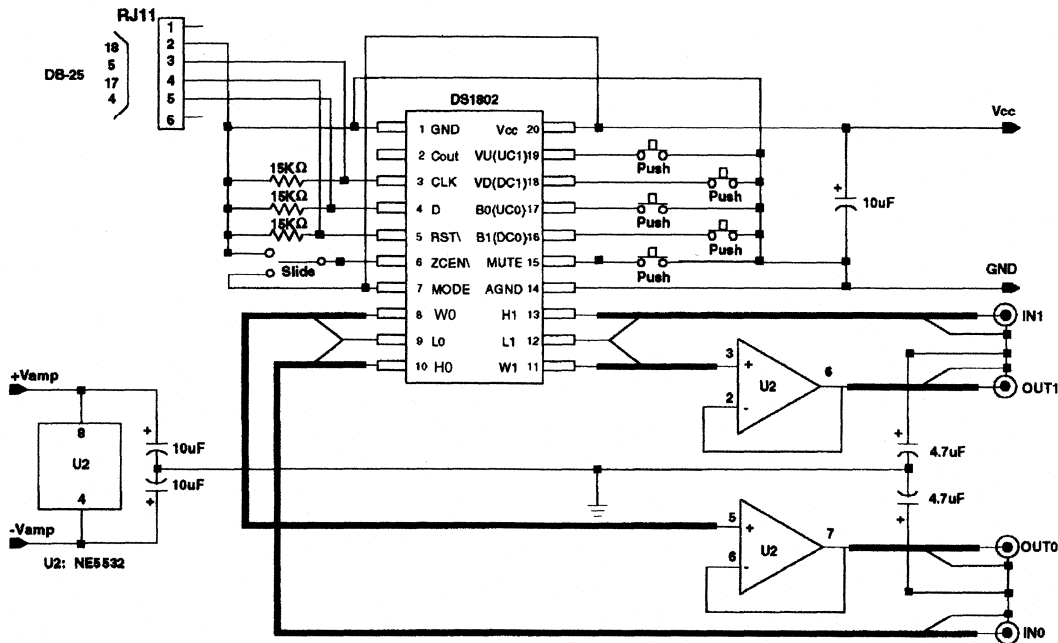 RJ11
1
2
3
4
5
6
DB-25
18
5
17
4
DS1802
1 GND
2 Cout
3 CLK
4 D
5 RST\
6 ZCEN\
7 MODE
8 W0
9 L0
10 H0
Vcc 20
VU(UC1) 19
VD(DC1) 18
B0(UC0) 17
B1(DC0) 16
MUTE 15
AGND 14
H1 13
L1 12
W1 11
15KΩ
15KΩ
15KΩ
Slide
Push
Push
Push
Push
Push
Vcc
+
10uF
GND
IN1
OUT1
3
+
2
-
U2
6
+
4.7uF
4.7uF
+
+Vamp
8
U2
4
-Vamp
+
10uF
10uF
+
U2: NE5532
5
+
6
-
U2
7
OUT0
IN0